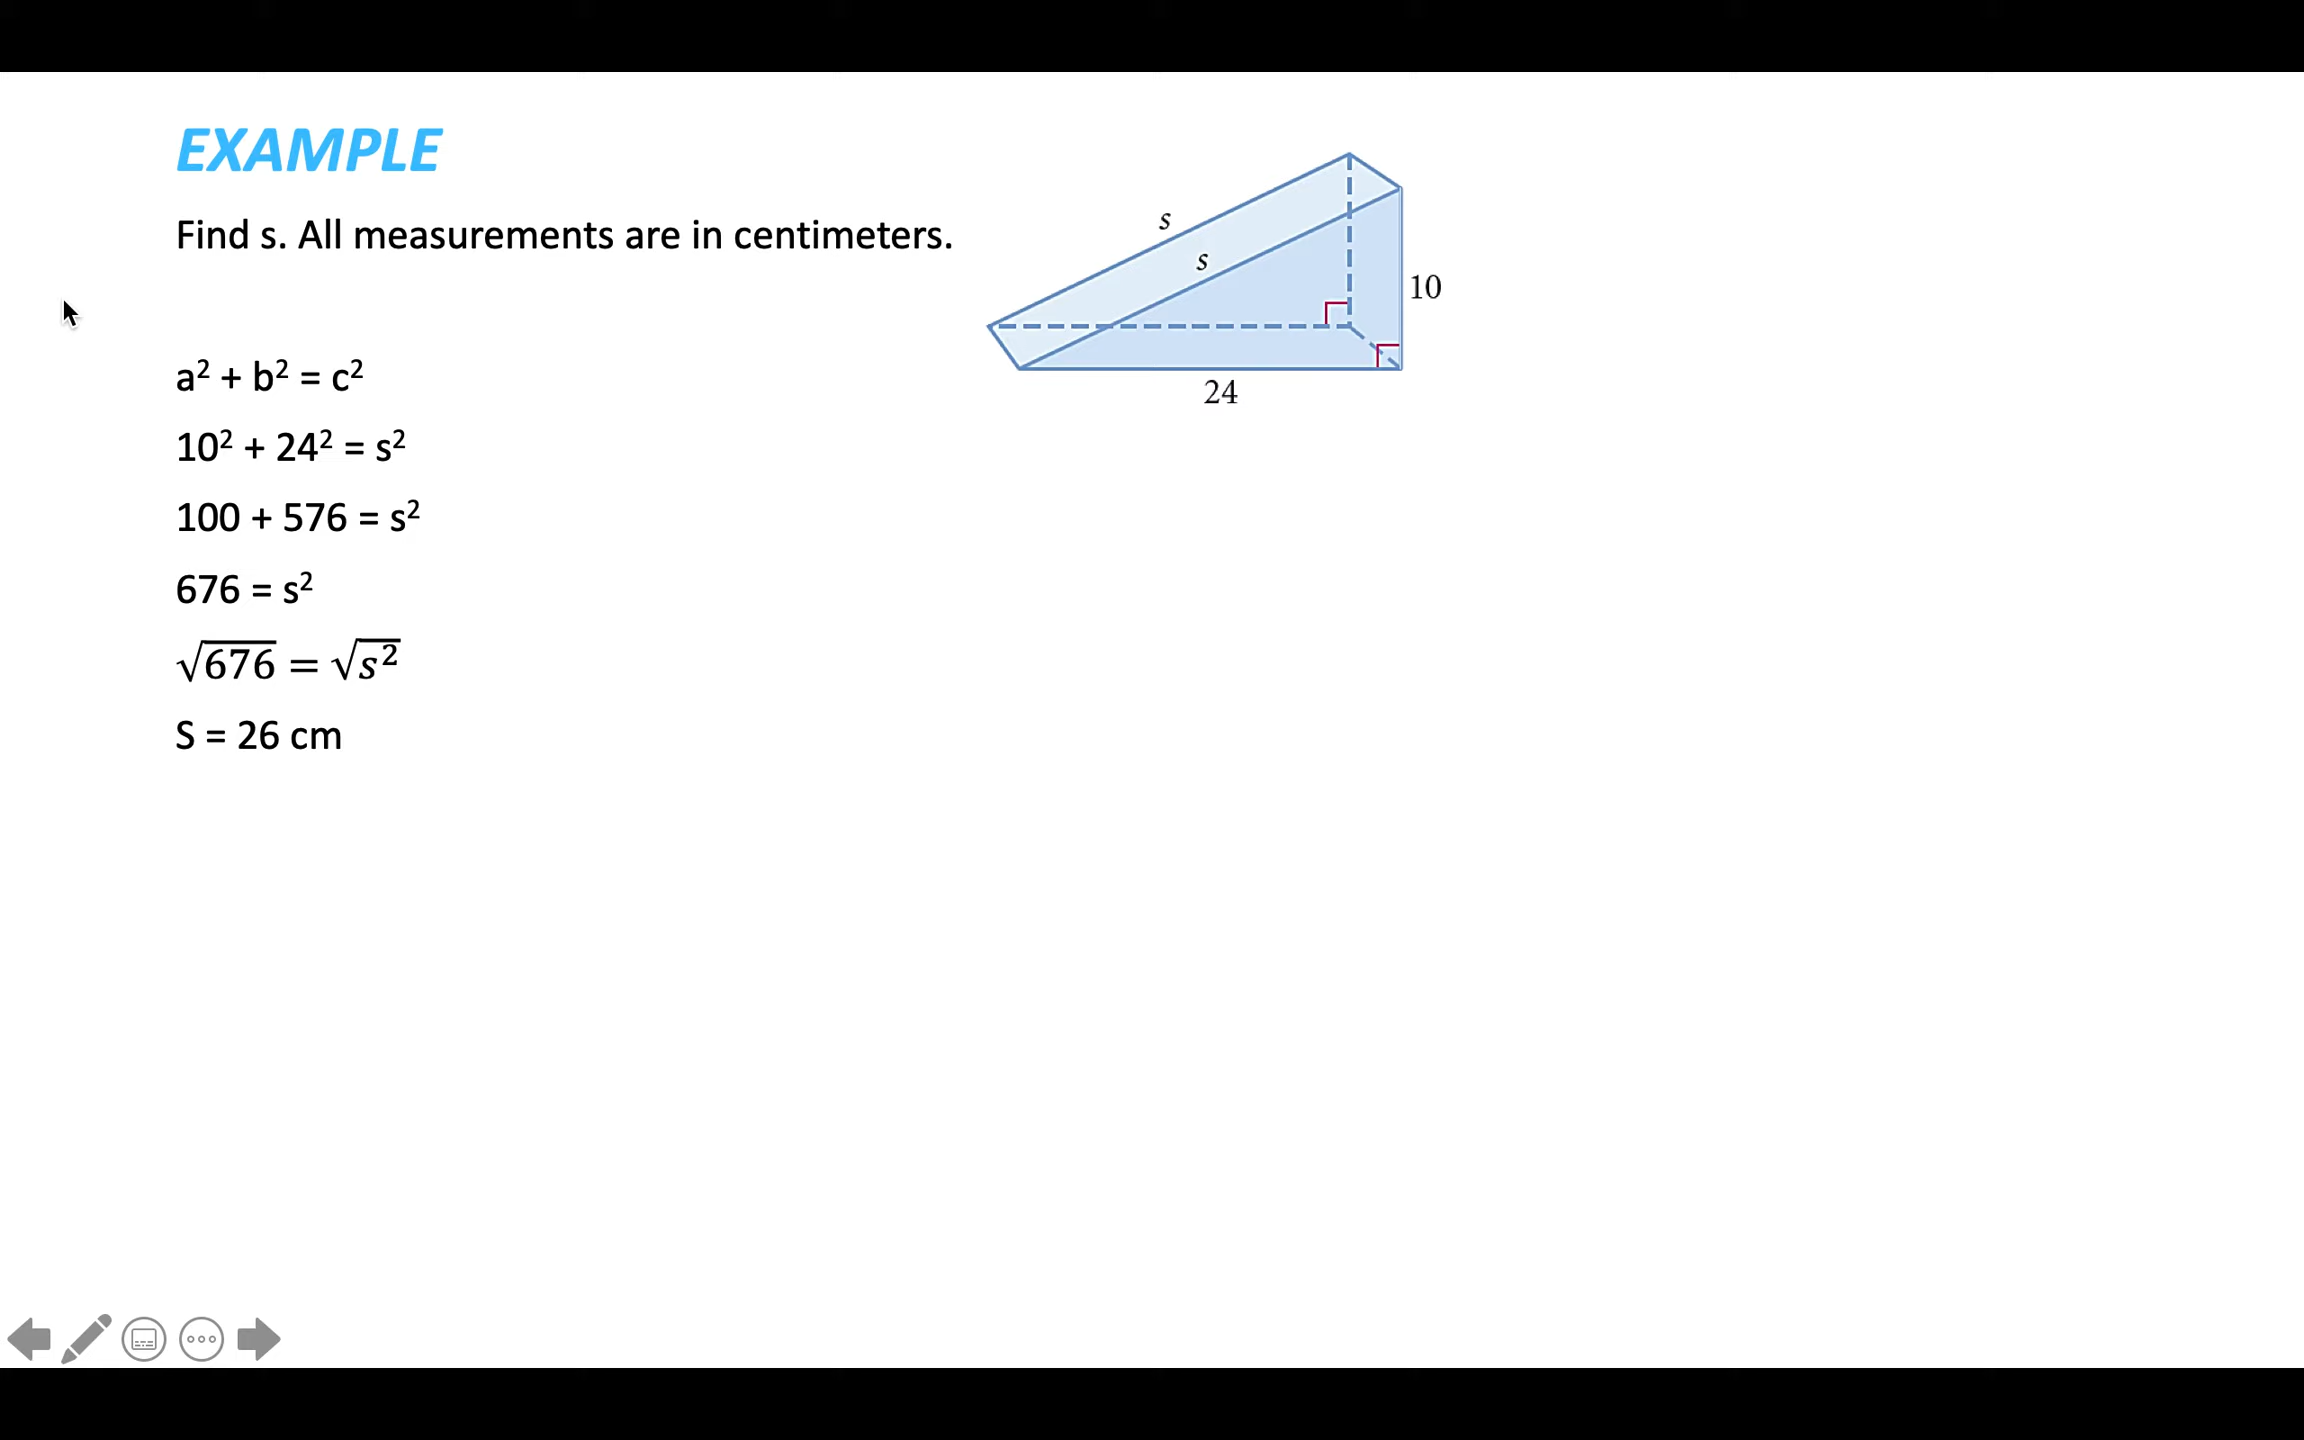 EXAMPLE
Find s. All measurements are in centimeters.
s
s
10
24
a² + b² = c²
10² + 24² = s²
100 + 576 = s²
676 = s²
√676 = √s²
S = 26 cm